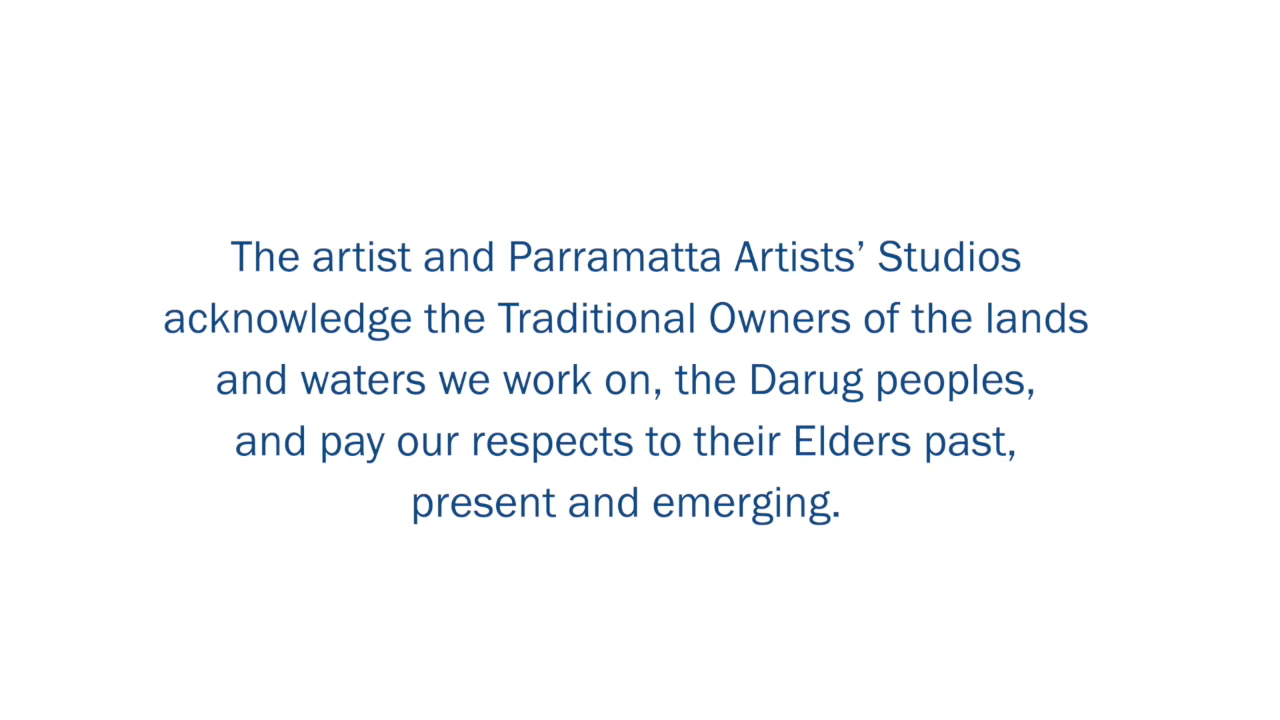 The artist and Parramatta Artists’ Studios
acknowledge the Traditional Owners of the lands
and waters we work on, the Darug peoples,
and pay our respects to their Elders past,
present and emerging.